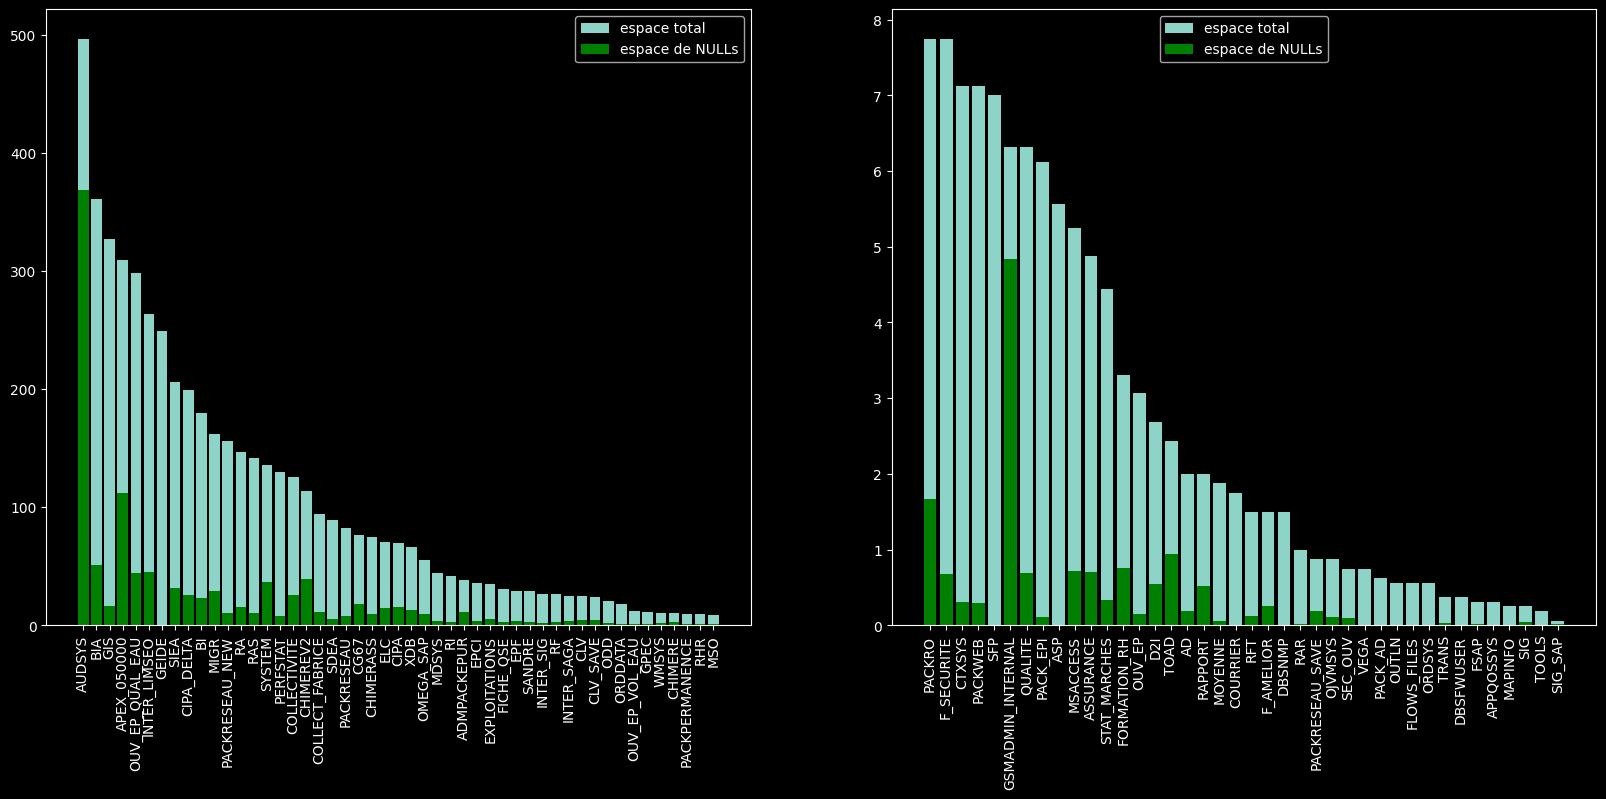 500
400
300
200
100
0
espace total
espace de NULLs
AUDSYS
BIA
GIS
APEX_050000
OUV_EP_QUAL_EAU
INTER_LIMSEO
GEIDE
SIEA
CIPA_DELTA
BI
MIGR
PACKRESEAU_NEW
RA
RAS
SYSTEM
PERFSTAT
COLLECTIVITE
CHIMEREV2
COLLECT_FABRICE
SDEA
PACKRESEAU
CG67
CHIMERASS
ELC
CIPA
XDB
OMEGA_SAP
MDSYS
RI
ADMPACKEPUR
EPCI
EXPLOITATIONS
FICHE_QSE
EPF
SANDRE
INTER_SIG
RF
INTER_SAGA
CLV
CLV_SAVE
ODD
ORDDATA
OUV_EP_VOL_EAU
GPEC
WMSYS
CHIMENE
PACKPERMANENCE
RHR
MSO
8
7
6
5
4
3
2
1
0
espace total
espace de NULLs
PACKRO
F_SECURITE
CTXSYS
PACKWEB
SFP
GSMADMIN_INTERNAL
QUALITE
PACK_EPI
ASP
MSACCESS
ASSURANCE
STAT_MARCHES
FORMATION_RH
OUV_EP
D2I
TOAD
AD
RAPPORT
MOYENNE
COURRIER
RFT
F_AMELIOR
DBSNMP
RAR
PACKRESEAU_SAVE
OJVMSYS
SEC_OUV
VEGA
PACK_AD
OUTLN
FLOWS_FILES
ORDSYS
TRANS
DBSFWUSER
FSAP
APPQOSSYS
MAPINFO
SIG
TOOLS
SIG_SAP